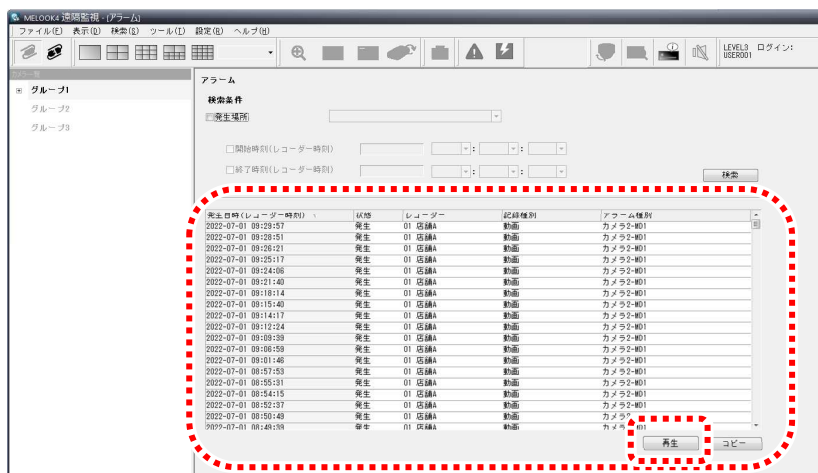 MELOOK4 遠隔監視 - [アラーム]
ファイル(F) 表示(D) 検索(S) ツール(T) 設定(R) ヘルプ(H)
LEVEL3 ログイン:
USER001
グループ1
グループ2
グループ3
アラーム
検索条件
発生場所
開始時刻(レコーダー時刻) : :
終了時刻(レコーダー時刻) : :
検索
発生日時(レコーダー時刻) 状態 レコーダー 記録種別 アラーム種別
2022-07-01 09:29:57 発生 01 店舗A 動画 カメラ2-MD1
2022-07-01 09:28:51 発生 01 店舗A 動画 カメラ2-MD1
2022-07-01 09:26:21 発生 01 店舗A 動画 カメラ2-MD1
2022-07-01 09:25:17 発生 01 店舗A 動画 カメラ2-MD1
2022-07-01 09:24:06 発生 01 店舗A 動画 カメラ2-MD1
2022-07-01 09:21:40 発生 01 店舗A 動画 カメラ2-MD1
2022-07-01 09:18:14 発生 01 店舗A 動画 カメラ2-MD1
2022-07-01 09:15:40 発生 01 店舗A 動画 カメラ2-MD1
2022-07-01 09:14:17 発生 01 店舗A 動画 カメラ2-MD1
2022-07-01 09:12:24 発生 01 店舗A 動画 カメラ2-MD1
2022-07-01 09:09:39 発生 01 店舗A 動画 カメラ2-MD1
2022-07-01 09:06:59 発生 01 店舗A 動画 カメラ2-MD1
2022-07-01 09:01:46 発生 01 店舗A 動画 カメラ2-MD1
2022-07-01 08:57:53 発生 01 店舗A 動画 カメラ2-MD1
2022-07-01 08:55:31 発生 01 店舗A 動画 カメラ2-MD1
2022-07-01 08:54:15 発生 01 店舗A 動画 カメラ2-MD1
2022-07-01 08:52:37 発生 01 店舗A 動画 カメラ2-MD1
2022-07-01 08:50:49 発生 01 店舗A 動画 カメラ2-MD1
2022-07-01 08:49:39 発生 01 店舗A 動画
再生 コピー